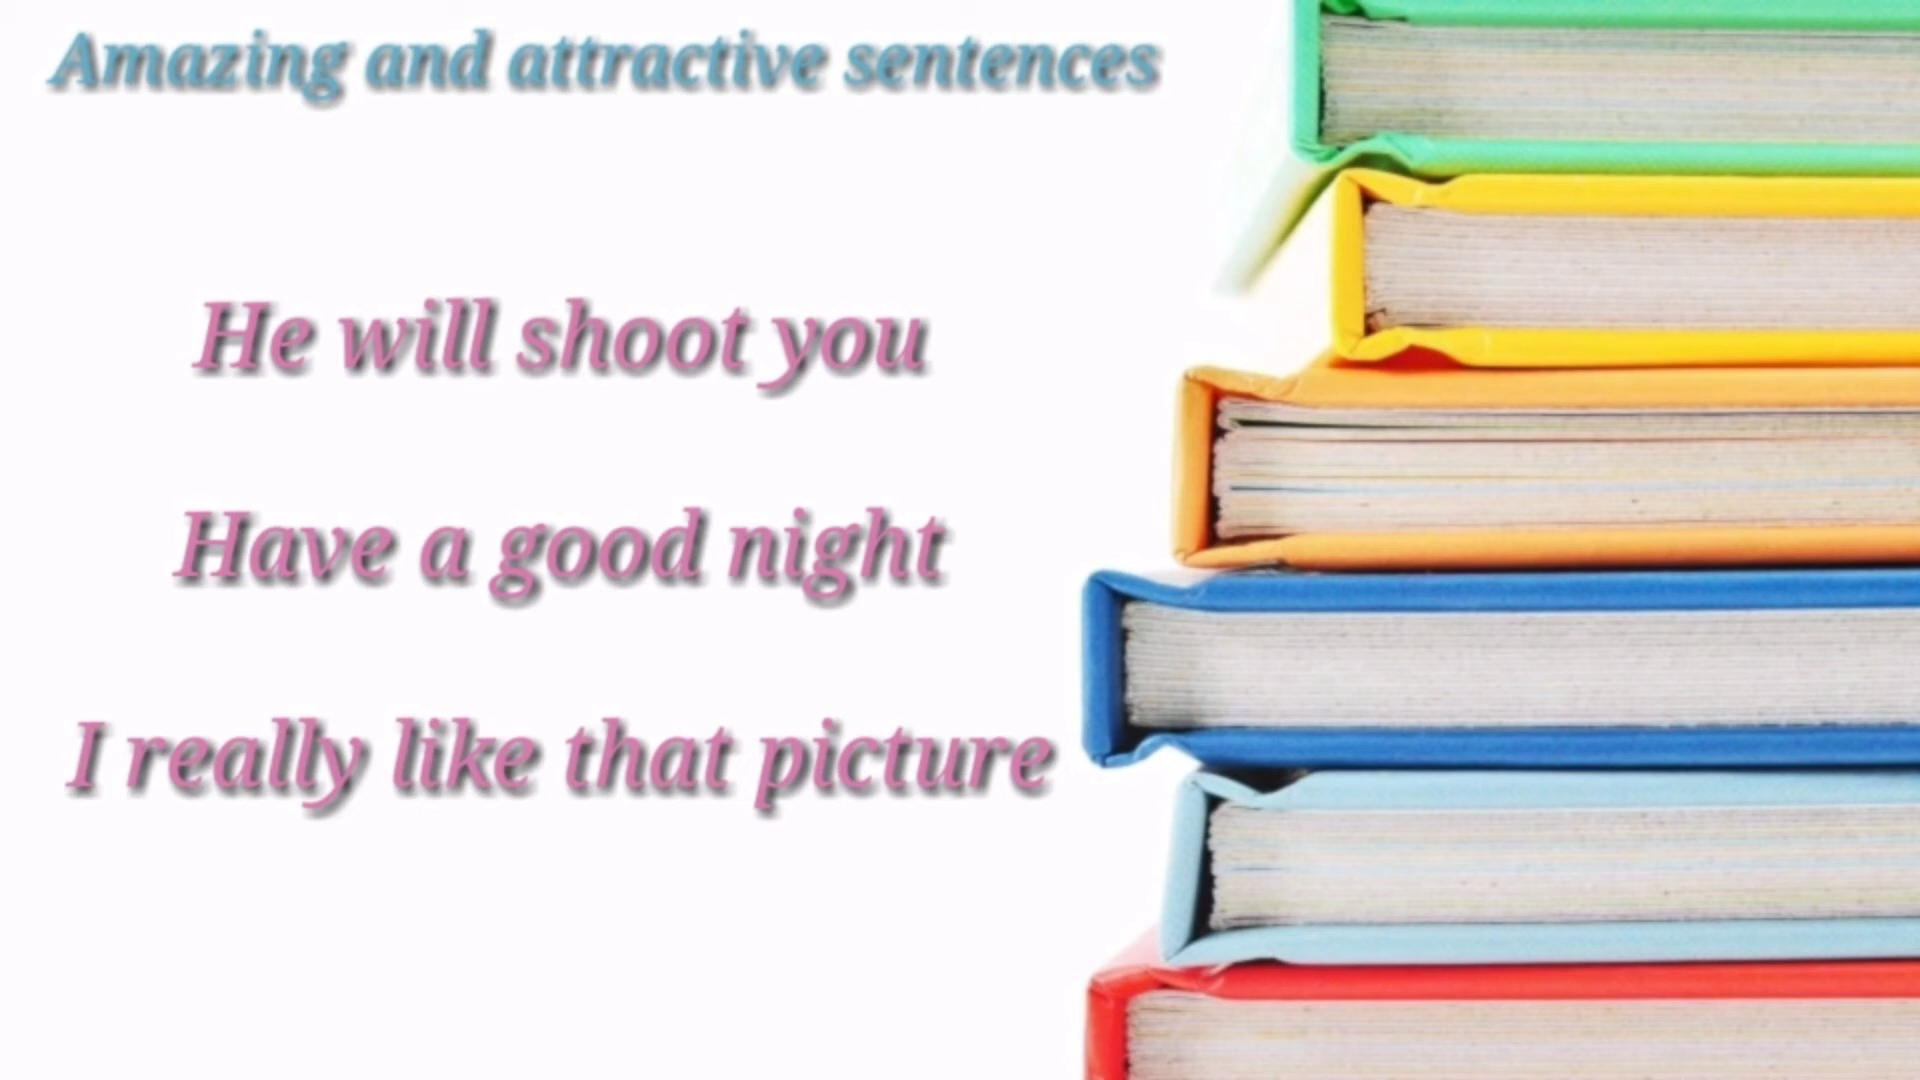 Amazing and attractive sentences
He will shoot you
Have a good night
I really like that picture